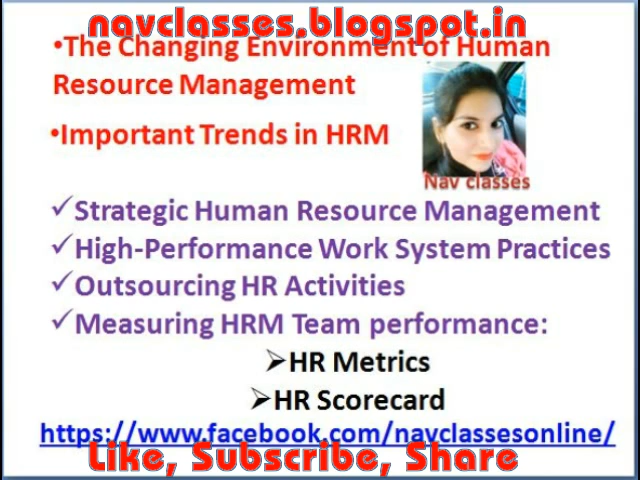 navclasses.blogspot.in
•The Changing Environment of Human
Resource Management
•Important Trends in HRM
Nav classes
✓Strategic Human Resource Management
✓High-Performance Work System Practices
✓Outsourcing HR Activities
✓Measuring HRM Team performance:
➢HR Metrics
➢HR Scorecard
https://www.facebook.com/navclassesonline/
Like, Subscribe, Share